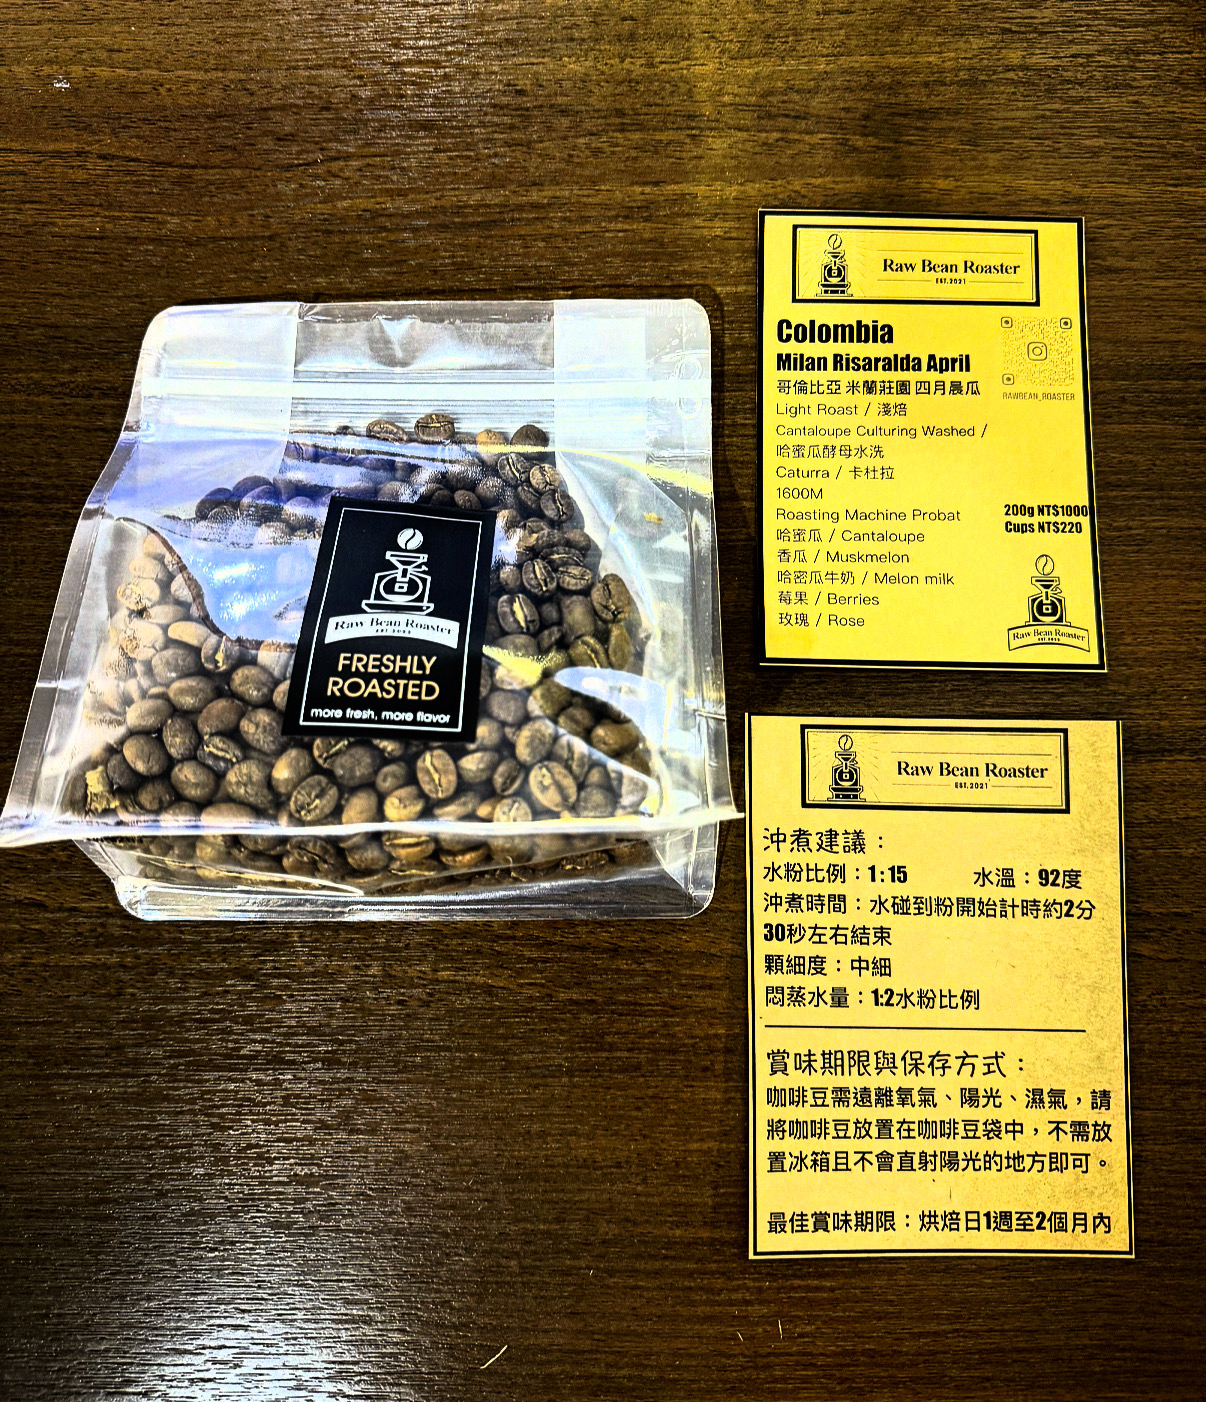 Raw Bean Roaster
FRESHLY
ROASTED
more fresh, more flavor
Raw Bean Roaster
EST.2021
Colombia
Milan Risaralda April
哥倫比亞 米蘭莊園 四月晨瓜
Light Roast / 淺焙
Cantaloupe Culturing Washed /
哈蜜瓜酵母水洗
Caturra / 卡杜拉
1600M
Roasting Machine Probat
哈蜜瓜 / Cantaloupe
香瓜 / Muskmelon
哈密瓜牛奶 / Melon milk
莓果 / Berries
玫瑰 / Rose
RAWBEAN_ROASTER
200g NT$1000
Cups NT$220
Raw Bean Roaster
Raw Bean Roaster
EST.2021
沖煮建議：
水粉比例：1:15 水溫：92度
沖煮時間：水碰到粉開始計時約2分
30秒左右結束
顆細度：中細
悶蒸水量：1:2水粉比例
賞味期限與保存方式：
咖啡豆需遠離氧氣、陽光、濕氣，請
將咖啡豆放置在咖啡豆袋中，不需放
置冰箱且不會直射陽光的地方即可。
最佳賞味期限：烘焙日1週至2個月內